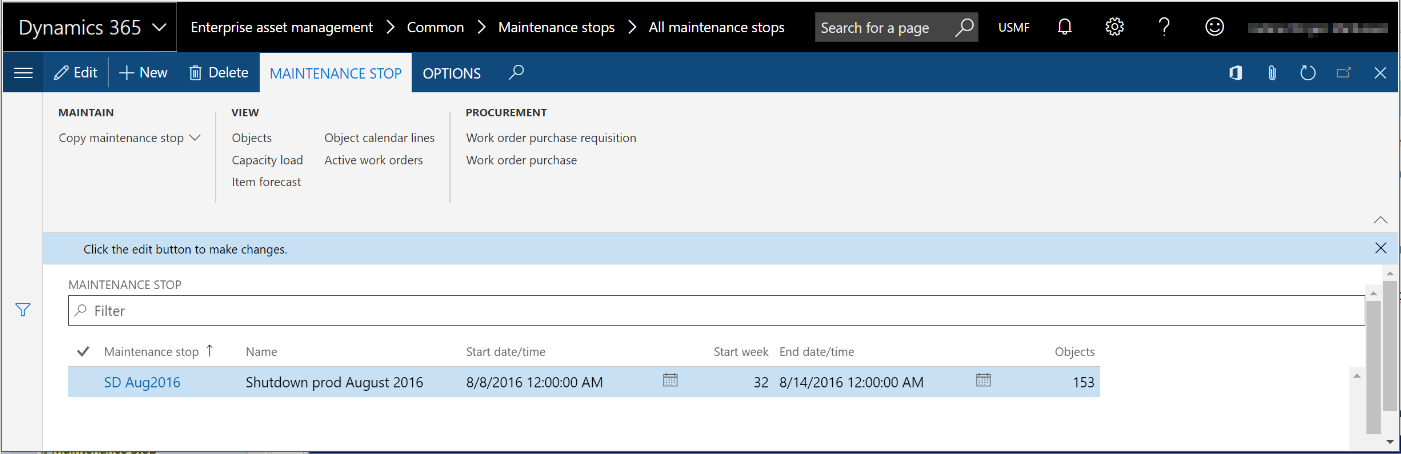 Dynamics 365 Enterprise asset management Common Maintenance stops All maintenance stops Search for a page USMF
Edit New Delete MAINTENANCE STOP OPTIONS
MAINTAIN VIEW PROCUREMENT
Copy maintenance stop Objects Object calendar lines Work order purchase requisition
Capacity load Active work orders Work order purchase
Item forecast
Click the edit button to make changes.
MAINTENANCE STOP
Filter
Maintenance stop Name Start date/time Start week End date/time Objects
SD Aug2016 Shutdown prod August 2016 8/8/2016 12:00:00 AM 32 8/14/2016 12:00:00 AM 153